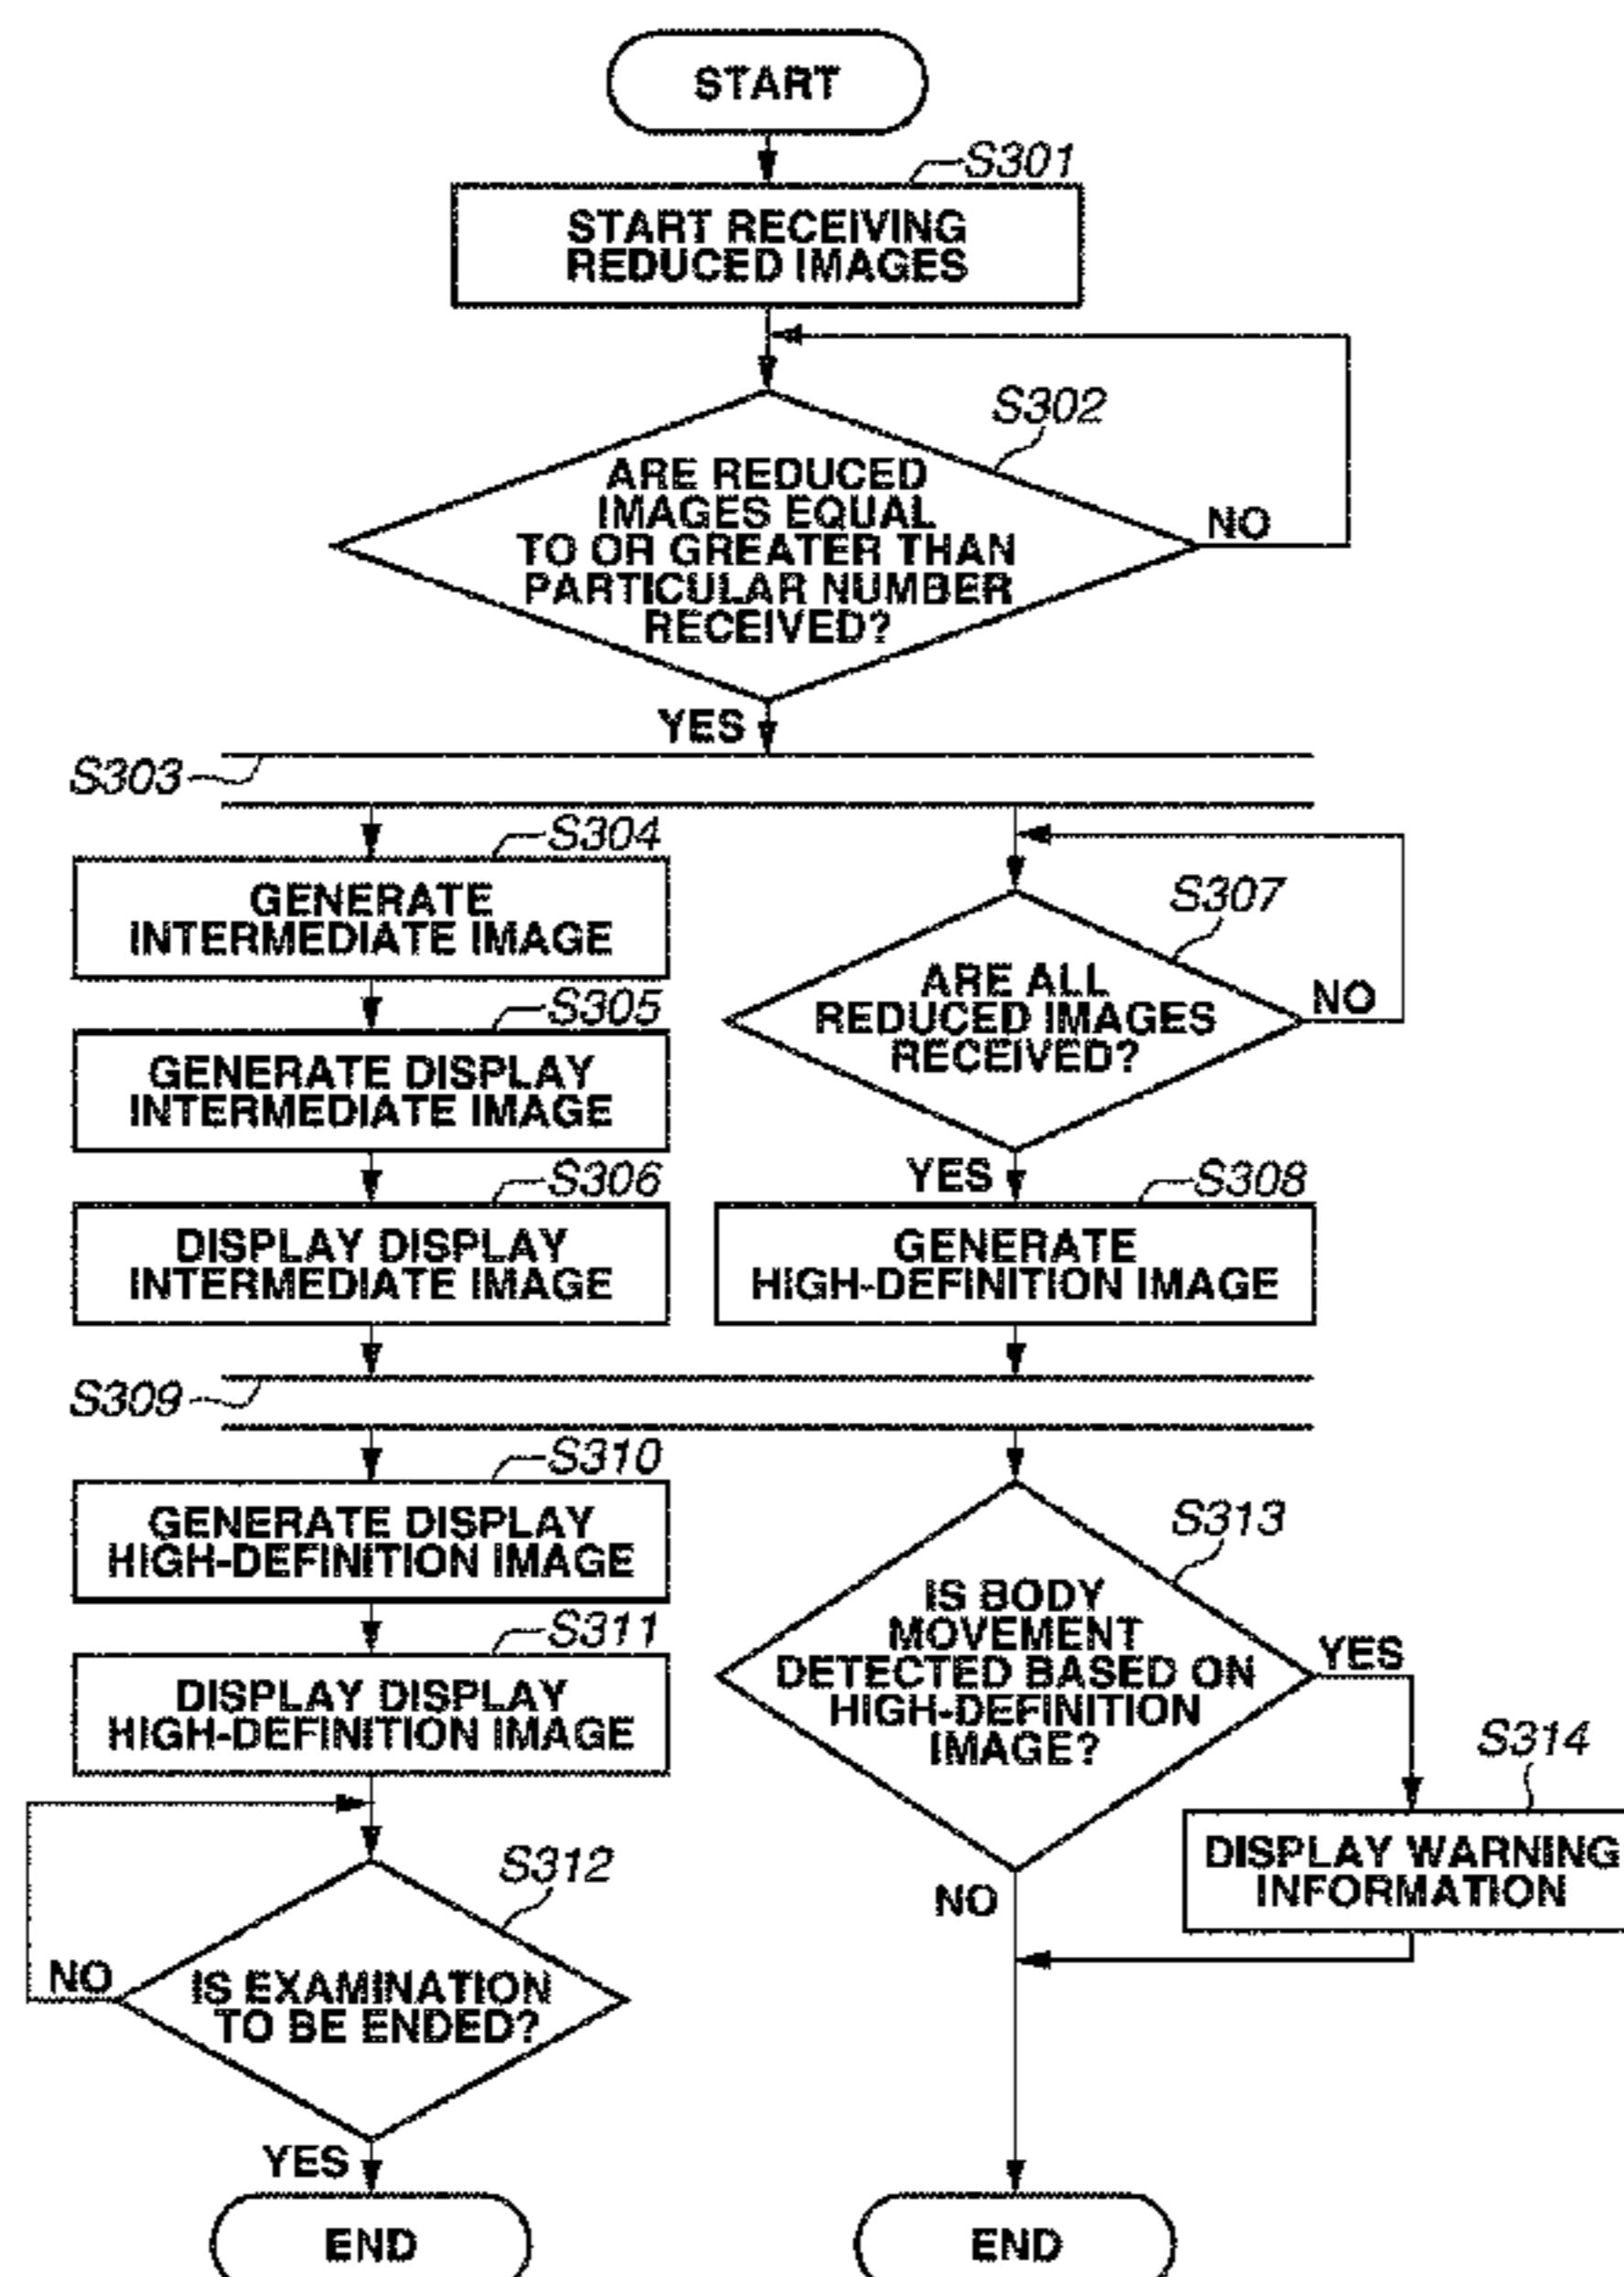 START
S301
START RECEIVING
REDUCED IMAGES
S302
ARE REDUCED
IMAGES EQUAL
TO OR GREATER THAN
PARTICULAR NUMBER
RECEIVED?
NO
YES
S303
S304
GENERATE
INTERMEDIATE IMAGE
S305
GENERATE DISPLAY
INTERMEDIATE IMAGE
S306
DISPLAY DISPLAY
INTERMEDIATE IMAGE
S307
ARE ALL
REDUCED IMAGES
RECEIVED?
NO
YES
S308
GENERATE
HIGH-DEFINITION IMAGE
S309
S310
GENERATE DISPLAY
HIGH-DEFINITION IMAGE
S311
DISPLAY DISPLAY
HIGH-DEFINITION IMAGE
S312
IS EXAMINATION
TO BE ENDED?
NO
YES
END
S313
IS BODY
MOVEMENT
DETECTED BASED ON
HIGH-DEFINITION
IMAGE?
YES
NO
S314
DISPLAY WARNING
INFORMATION
END